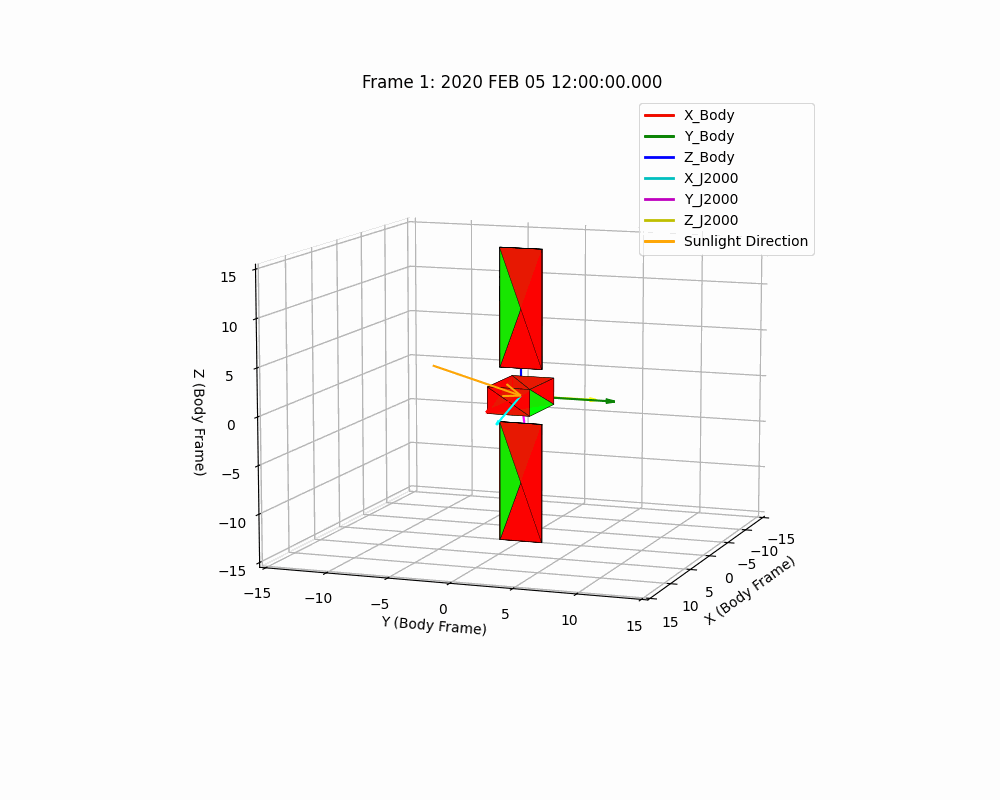 Frame 1: 2020 FEB 05 12:00:00.000
X_Body
Y_Body
Z_Body
X_J2000
Y_J2000
Z_J2000
Sunlight Direction
15
10
5
0
−5
−10
−15
Z (Body Frame)
−15
−10
−5
0
5
10
15
Y (Body Frame)
−15
−10
−5
0
5
10
15
X (Body Frame)